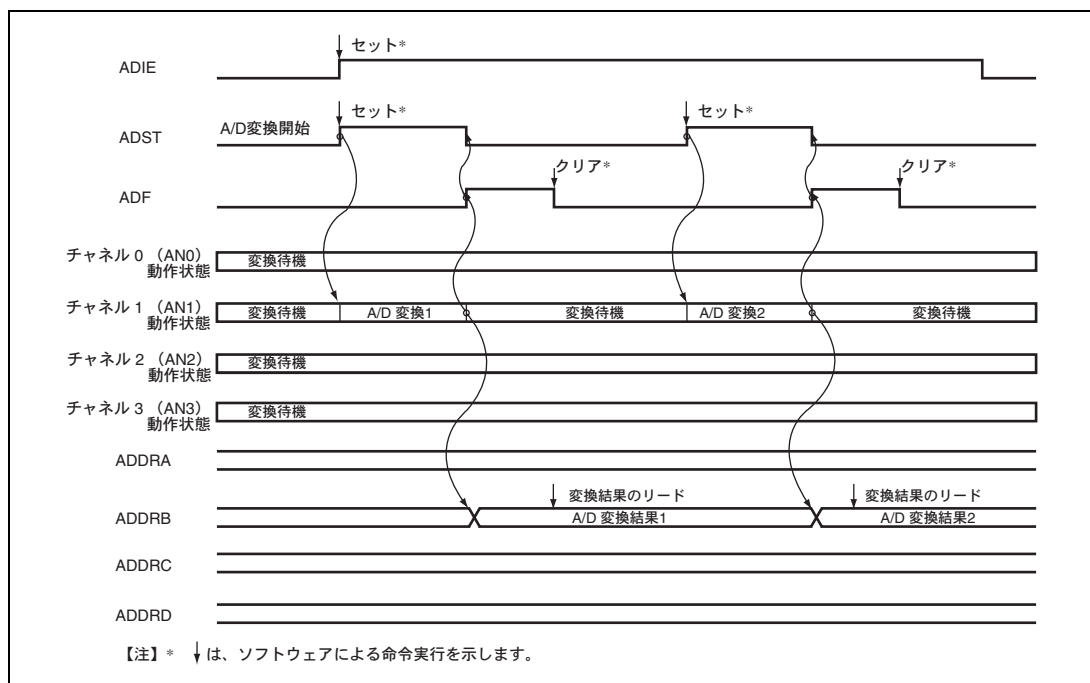 ADIE
セット*
ADST
A/D変換開始
セット*
セット*
ADF
クリア*
クリア*
チャネル 0 (AN0)
動作状態
変換待機
チャネル 1 (AN1)
動作状態
変換待機
A/D 変換1
変換待機
A/D 変換2
変換待機
チャネル 2 (AN2)
動作状態
変換待機
チャネル 3 (AN3)
動作状態
変換待機
ADDRA
ADDRB
変換結果のリード
A/D 変換結果1
変換結果のリード
A/D 変換結果2
ADDRC
ADDRD
【注】* ↓は、ソフトウェアによる命令実行を示します。